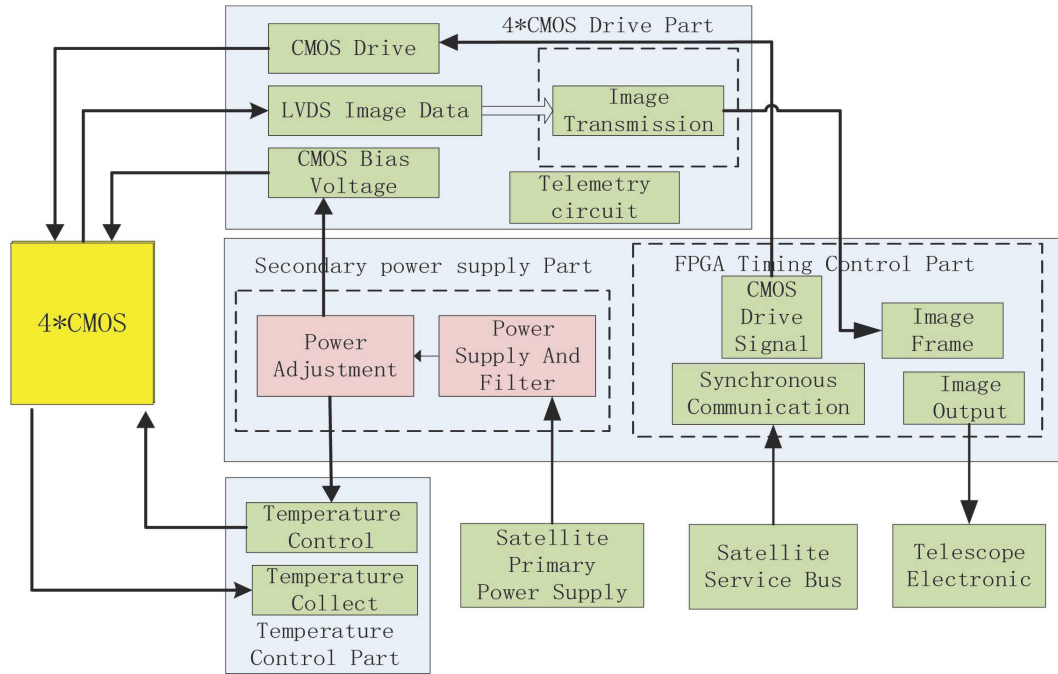 4*CMOS Drive Part
CMOS Drive
LVDS Image Data
Image
Transmission
CMOS Bias
Voltage
Telemetry
circuit
4*CMOS
Secondary power supply Part
FPGA Timing Control Part
Power
Adjustment
Power
Supply And
Filter
CMOS
Drive
Signal
Image
Frame
Synchronous
Communication
Image
Output
Temperature
Control
Temperature
Collect
Temperature
Control Part
Satellite
Primary
Power Supply
Satellite
Service Bus
Telescope
Electronic